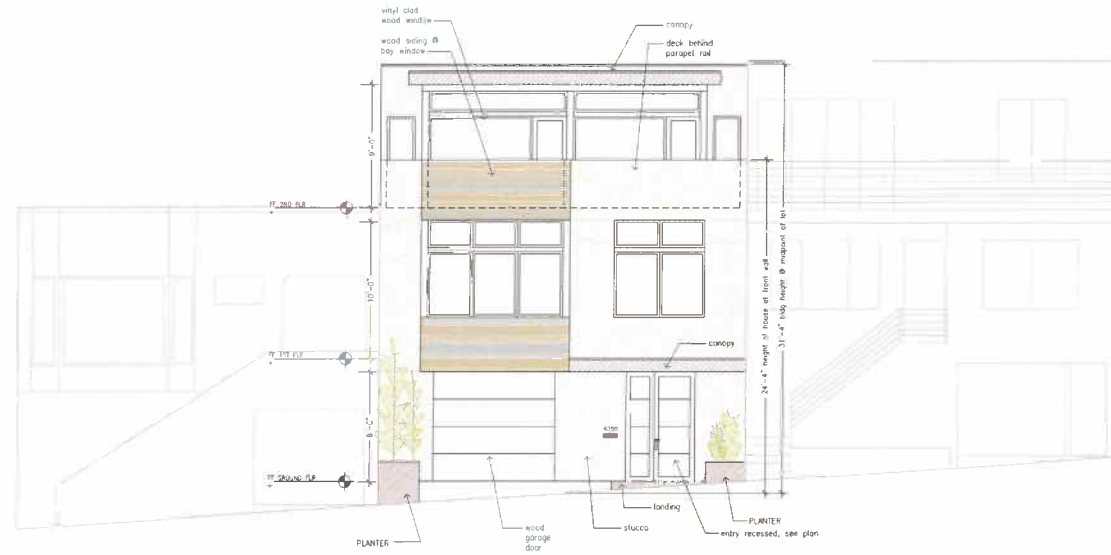 vinyl clad
wood window
wood siding @
bay window
canopy
deck behind
parapet rail
9'-0"
FF 2ND FLR
10'-0"
FF 1ST FLR
8'-0"
FF GROUND FLR
24'-4" height of house at front wall
31'-4" bldg height @ midpoint of lot
canopy
landing
PLANTER
entry recessed, see plan
stucco
wood
garage
door
PLANTER